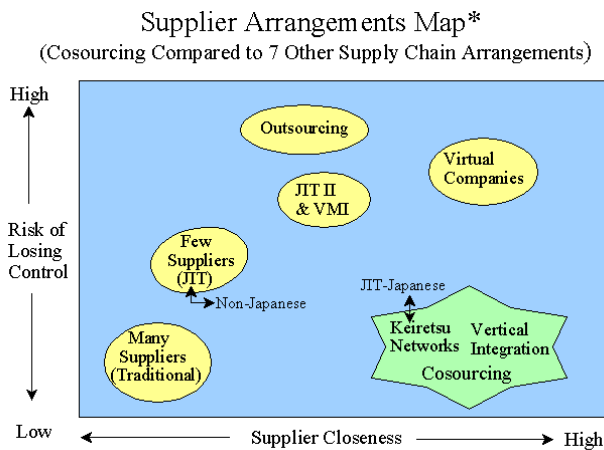 Supplier Arrangements Map*
(Cosourcing Compared to 7 Other Supply Chain Arrangements)
High
Outsourcing
Virtual
Companies
JIT II
& VMI
Risk of
Losing
Control
Few
Suppliers
(JIT)
Non-Japanese
JIT-Japanese
Keiretsu
Networks
Vertical
Integration
Cosourcing
Many
Suppliers
(Traditional)
Low
Supplier Closeness
High